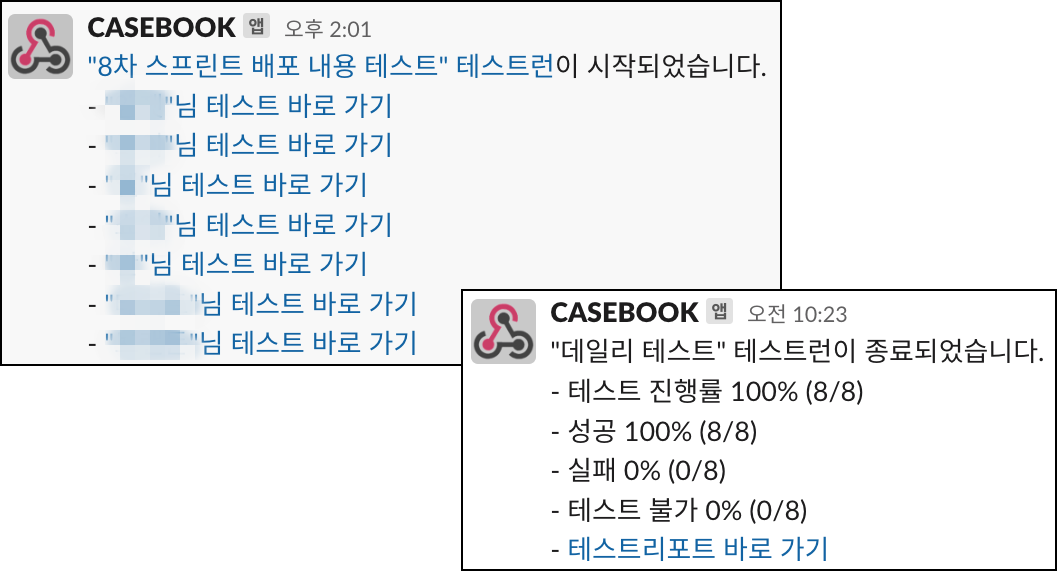 CASEBOOK 앱 오후 2:01
"8차 스프린트 배포 내용 테스트" 테스트런이 시작되었습니다.
- " "님 테스트 바로 가기
- " "님 테스트 바로 가기
- " "님 테스트 바로 가기
- " "님 테스트 바로 가기
- " "님 테스트 바로 가기
- " "님 테스트 바로 가기
- " "님 테스트 바로 가기
CASEBOOK 앱 오전 10:23
"데일리 테스트" 테스트런이 종료되었습니다.
- 테스트 진행률 100% (8/8)
- 성공 100% (8/8)
- 실패 0% (0/8)
- 테스트 불가 0% (0/8)
- 테스트리포트 바로 가기